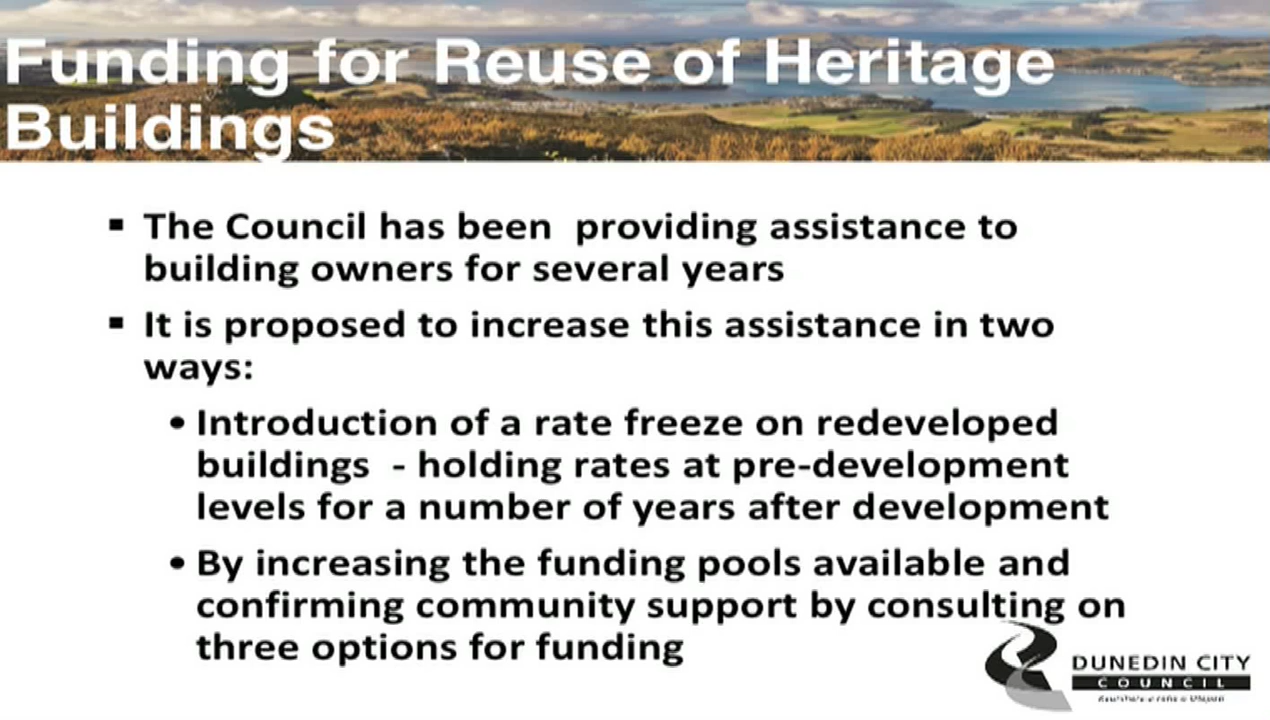 Funding for Reuse of Heritage
Buildings
▪ The Council has been providing assistance to
building owners for several years
▪ It is proposed to increase this assistance in two
ways:
• Introduction of a rate freeze on redeveloped
buildings - holding rates at pre-development
levels for a number of years after development
• By increasing the funding pools available and
confirming community support by consulting on
three options for funding
DUNEDIN CITY
COUNCIL